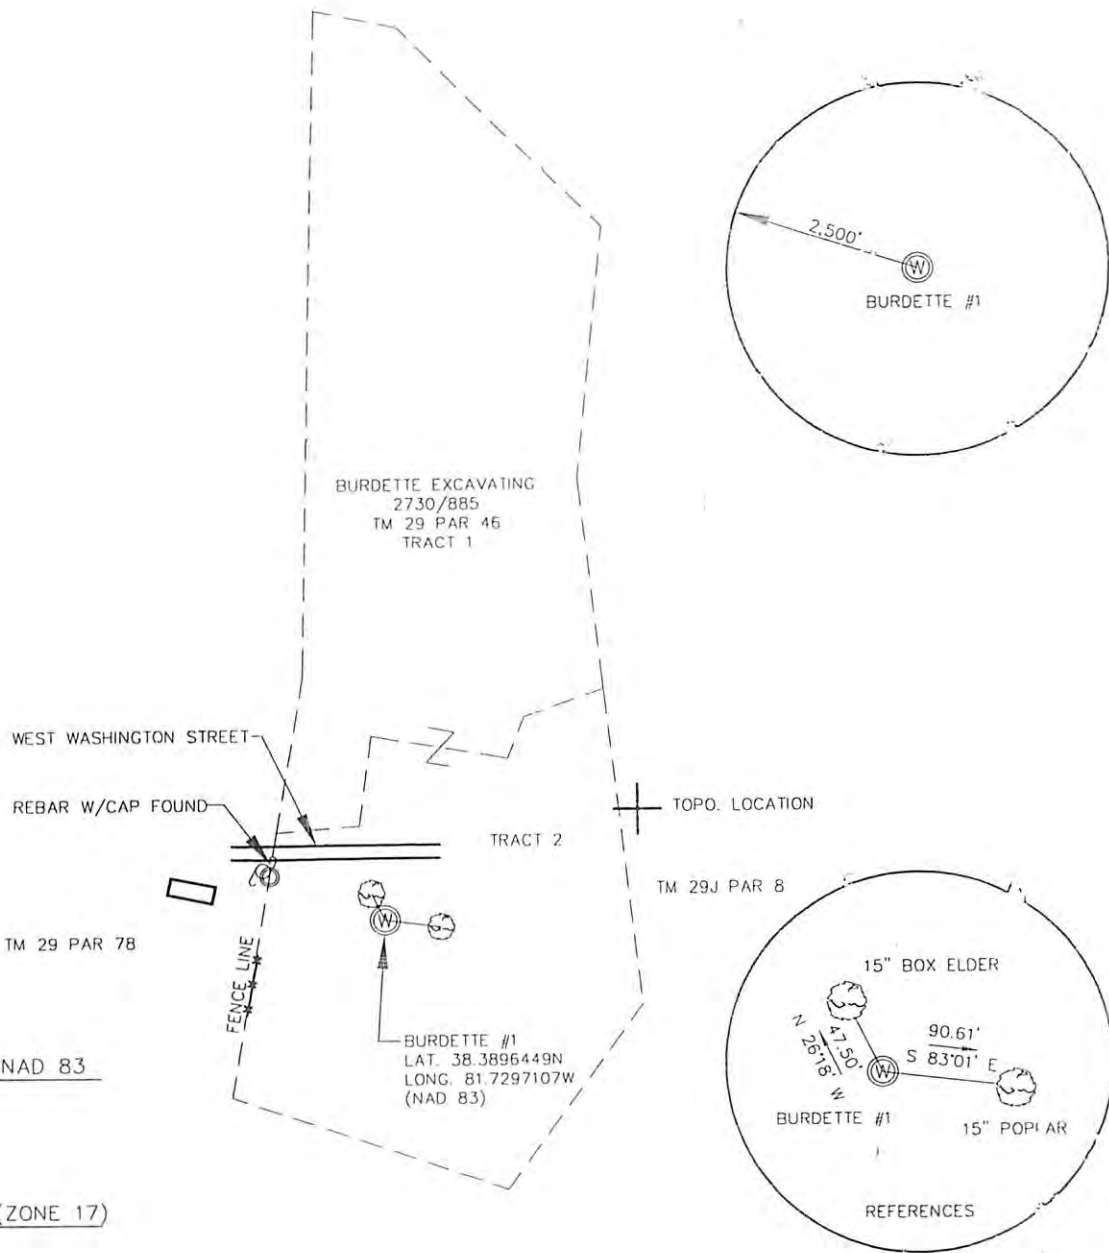 2,500'
W
BURDETTE #1
BURDETTE EXCAVATING
2730/885
TM 29 PAR 46
TRACT 1
WEST WASHINGTON STREET
REBAR W/CAP FOUND
TOPO. LOCATION
TRACT 2
TM 29J PAR 8
TM 29 PAR 78
W
FENCE LINE
BURDETTE #1
LAT. 38.3896449N
LONG. 81.7297107W
(NAD 83)
NAD 83
(ZONE 17)
15" BOX ELDER
47.50'
N 26°18' W
90.61'
S 83°01' E
W
BURDETTE #1
15" POPLAR
REFERENCES